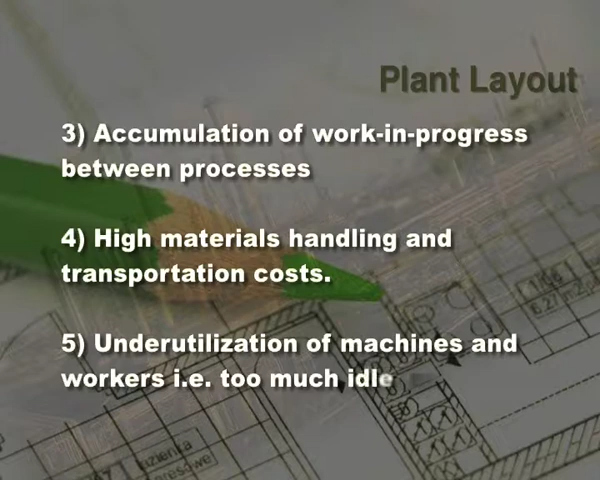 Plant Layout
3) Accumulation of work-in-progress
between processes
4) High materials handling and
transportation costs.
5) Underutilization of machines and
workers i.e. too much idle